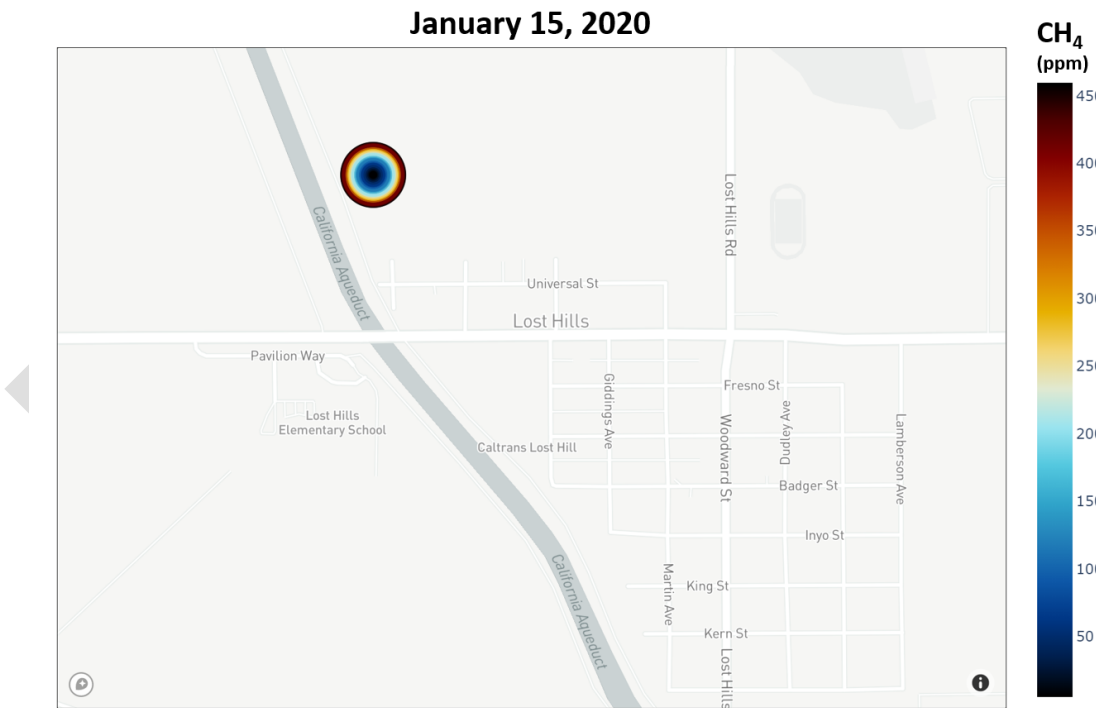 January 15, 2020
CH4
(ppm)
450
400
350
300
250
200
150
100
50
Lost Hills Rd
California Aqueduct
Universal St
Lost Hills
Pavilion Way
Fresno St
Giddings Ave
Dudley Ave
Lost Hills
Elementary School
Woodward St
Lamberson Ave
Caltrans Lost Hill
Badger St
Inyo St
California Aqueduct
Martin Ave
King St
Kern St
Lost Hills
i